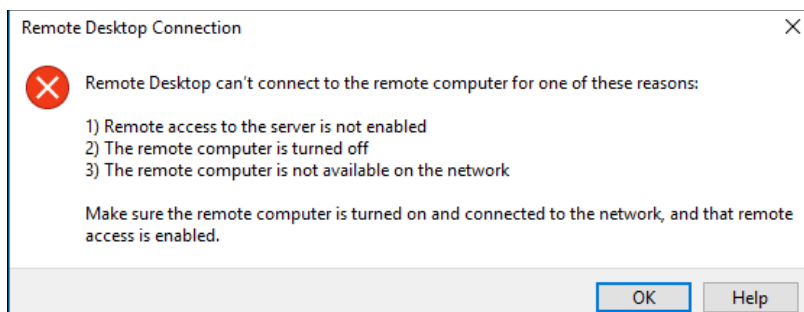 Remote Desktop Connection
Remote Desktop can't connect to the remote computer for one of these reasons:
1) Remote access to the server is not enabled
2) The remote computer is turned off
3) The remote computer is not available on the network
Make sure the remote computer is turned on and connected to the network, and that remote
access is enabled.
OK
Help